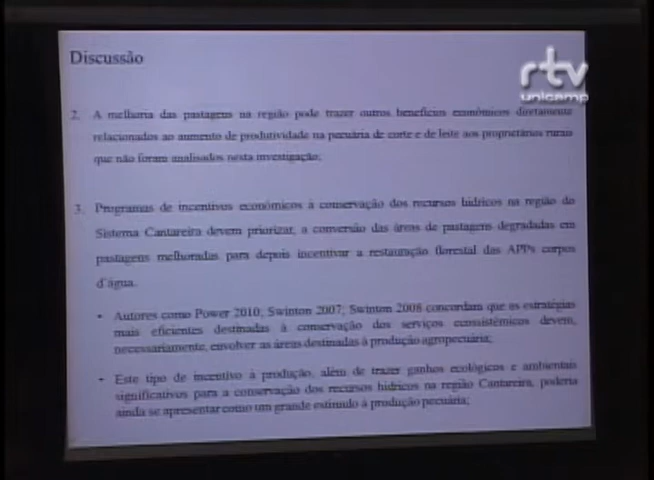 Discussão
rtv
unicamp
2. A melhoria das pastagens na região pode trazer outros benefícios econômicos diretamente
relacionados ao aumento de produtividade na pecuária de corte e de leite aos proprietários rurais
que não foram analisados nesta investigação;
3. Programas de incentivos econômicos à conservação dos recursos hídricos na região do
Sistema Cantareira devem priorizar, a conversão das áreas de pastagens degradadas em
pastagens melhoradas para depois incentivar a restauração florestal das APPs corpos
d'água.
• Autores como Power 2010; Swinton 2007; Swinton 2008 concordam que as estratégias
mais eficientes destinadas à conservação dos serviços ecossistêmicos devem,
necessariamente, envolver as áreas destinadas à produção agropecuária;
• Este tipo de incentivo à produção, além de trazer ganhos ecológicos e ambientais
significativos para a conservação dos recursos hídricos na região Cantareira, poderia
ainda se apresentar como um grande estímulo à produção pecuária;